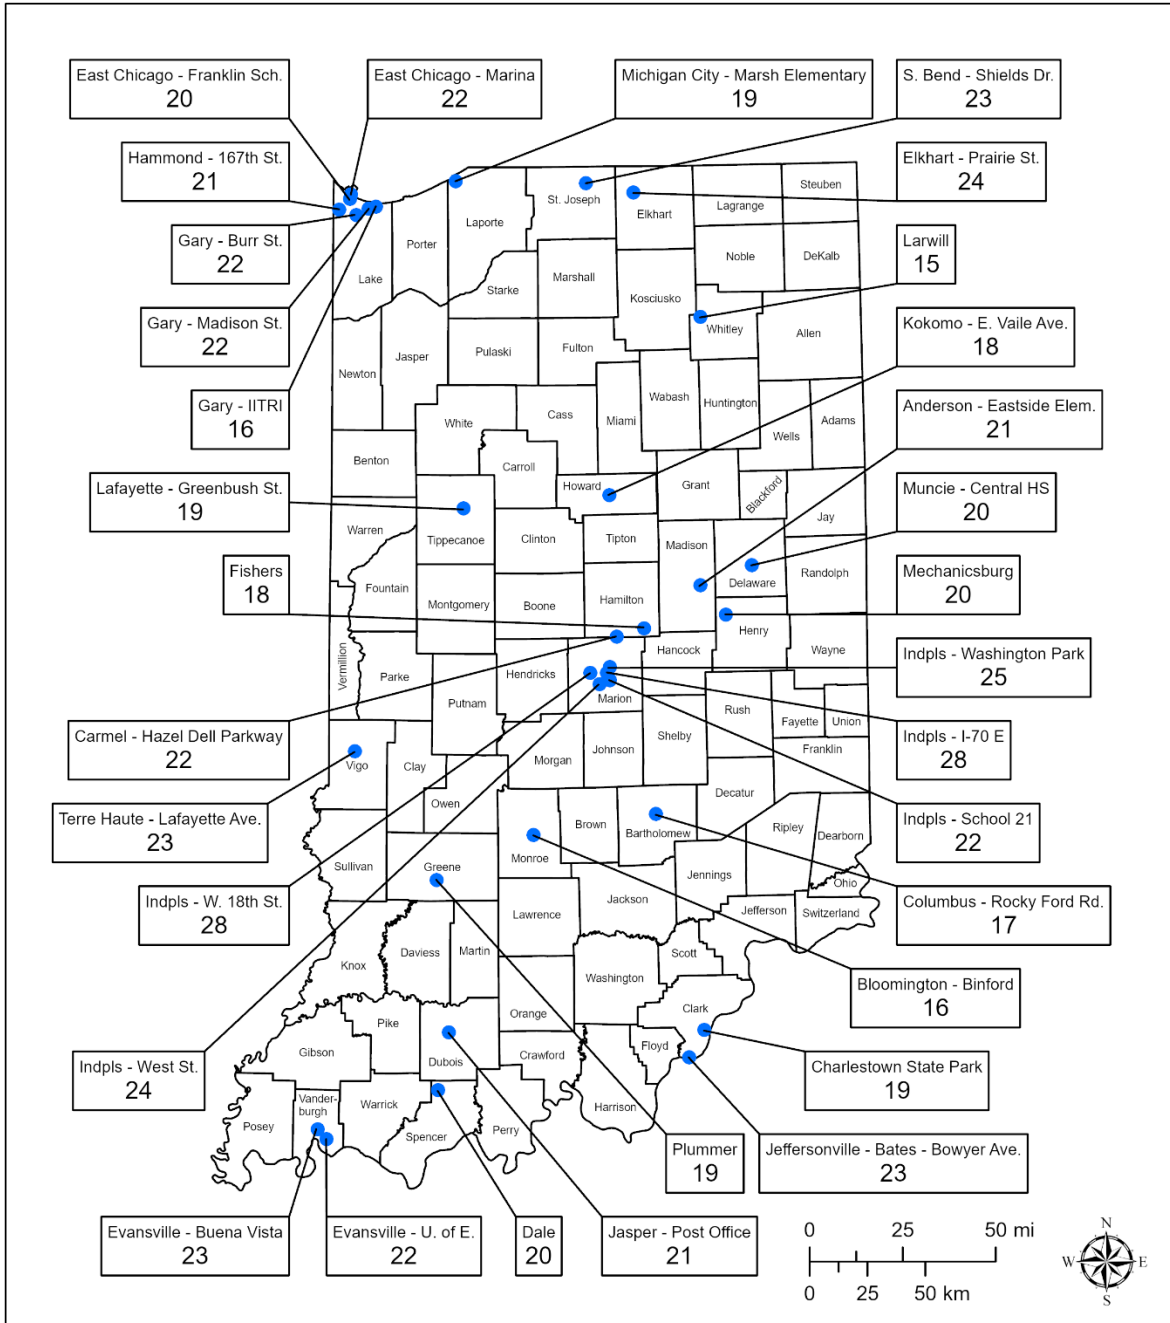 East Chicago - Franklin Sch.
20
East Chicago - Marina
22
Michigan City - Marsh Elementary
19
S. Bend - Shields Dr.
23
Hammond - 167th St.
21
Elkhart - Prairie St.
24
Gary - Burr St.
22
Larwill
15
Gary - Madison St.
22
Kokomo - E. Vaile Ave.
18
Gary - IITRI
16
Anderson - Eastside Elem.
21
Lafayette - Greenbush St.
19
Muncie - Central HS
20
Fishers
18
Mechanicsburg
20
Indpls - Washington Park
25
Carmel - Hazel Dell Parkway
22
Indpls - I-70 E
28
Terre Haute - Lafayette Ave.
23
Indpls - School 21
22
Indpls - W. 18th St.
28
Columbus - Rocky Ford Rd.
17
Bloomington - Binford
16
Indpls - West St.
24
Charlestown State Park
19
Plummer
19
Jeffersonville - Bates - Bowyer Ave.
23
Evansville - Buena Vista
23
Evansville - U. of E.
22
Dale
20
Jasper - Post Office
21
Steuben
St. Joseph
Elkhart
Lagrange
Laporte
Porter
Lake
Noble
DeKalb
Marshall
Starke
Kosciusko
Whitley
Allen
Newton
Jasper
Pulaski
Fulton
Wabash
Huntington
Miami
Cass
White
Adams
Wells
Benton
Carroll
Howard
Grant
Blackford
Jay
Warren
Tippecanoe
Clinton
Tipton
Madison
Delaware
Randolph
Fountain
Montgomery
Boone
Hamilton
Henry
Wayne
Vermillion
Parke
Putnam
Hendricks
Marion
Hancock
Rush
Fayette
Union
Franklin
Vigo
Clay
Owen
Morgan
Johnson
Shelby
Decatur
Sullivan
Greene
Monroe
Brown
Bartholomew
Ripley
Dearborn
Jennings
Ohio
Jackson
Jefferson
Switzerland
Lawrence
Knox
Daviess
Martin
Washington
Scott
Clark
Orange
Pike
Gibson
Dubois
Crawford
Floyd
Harrison
Posey
Vander-
burgh
Warrick
Spencer
Perry
0 25 50 mi
0 25 50 km
N
W E
S